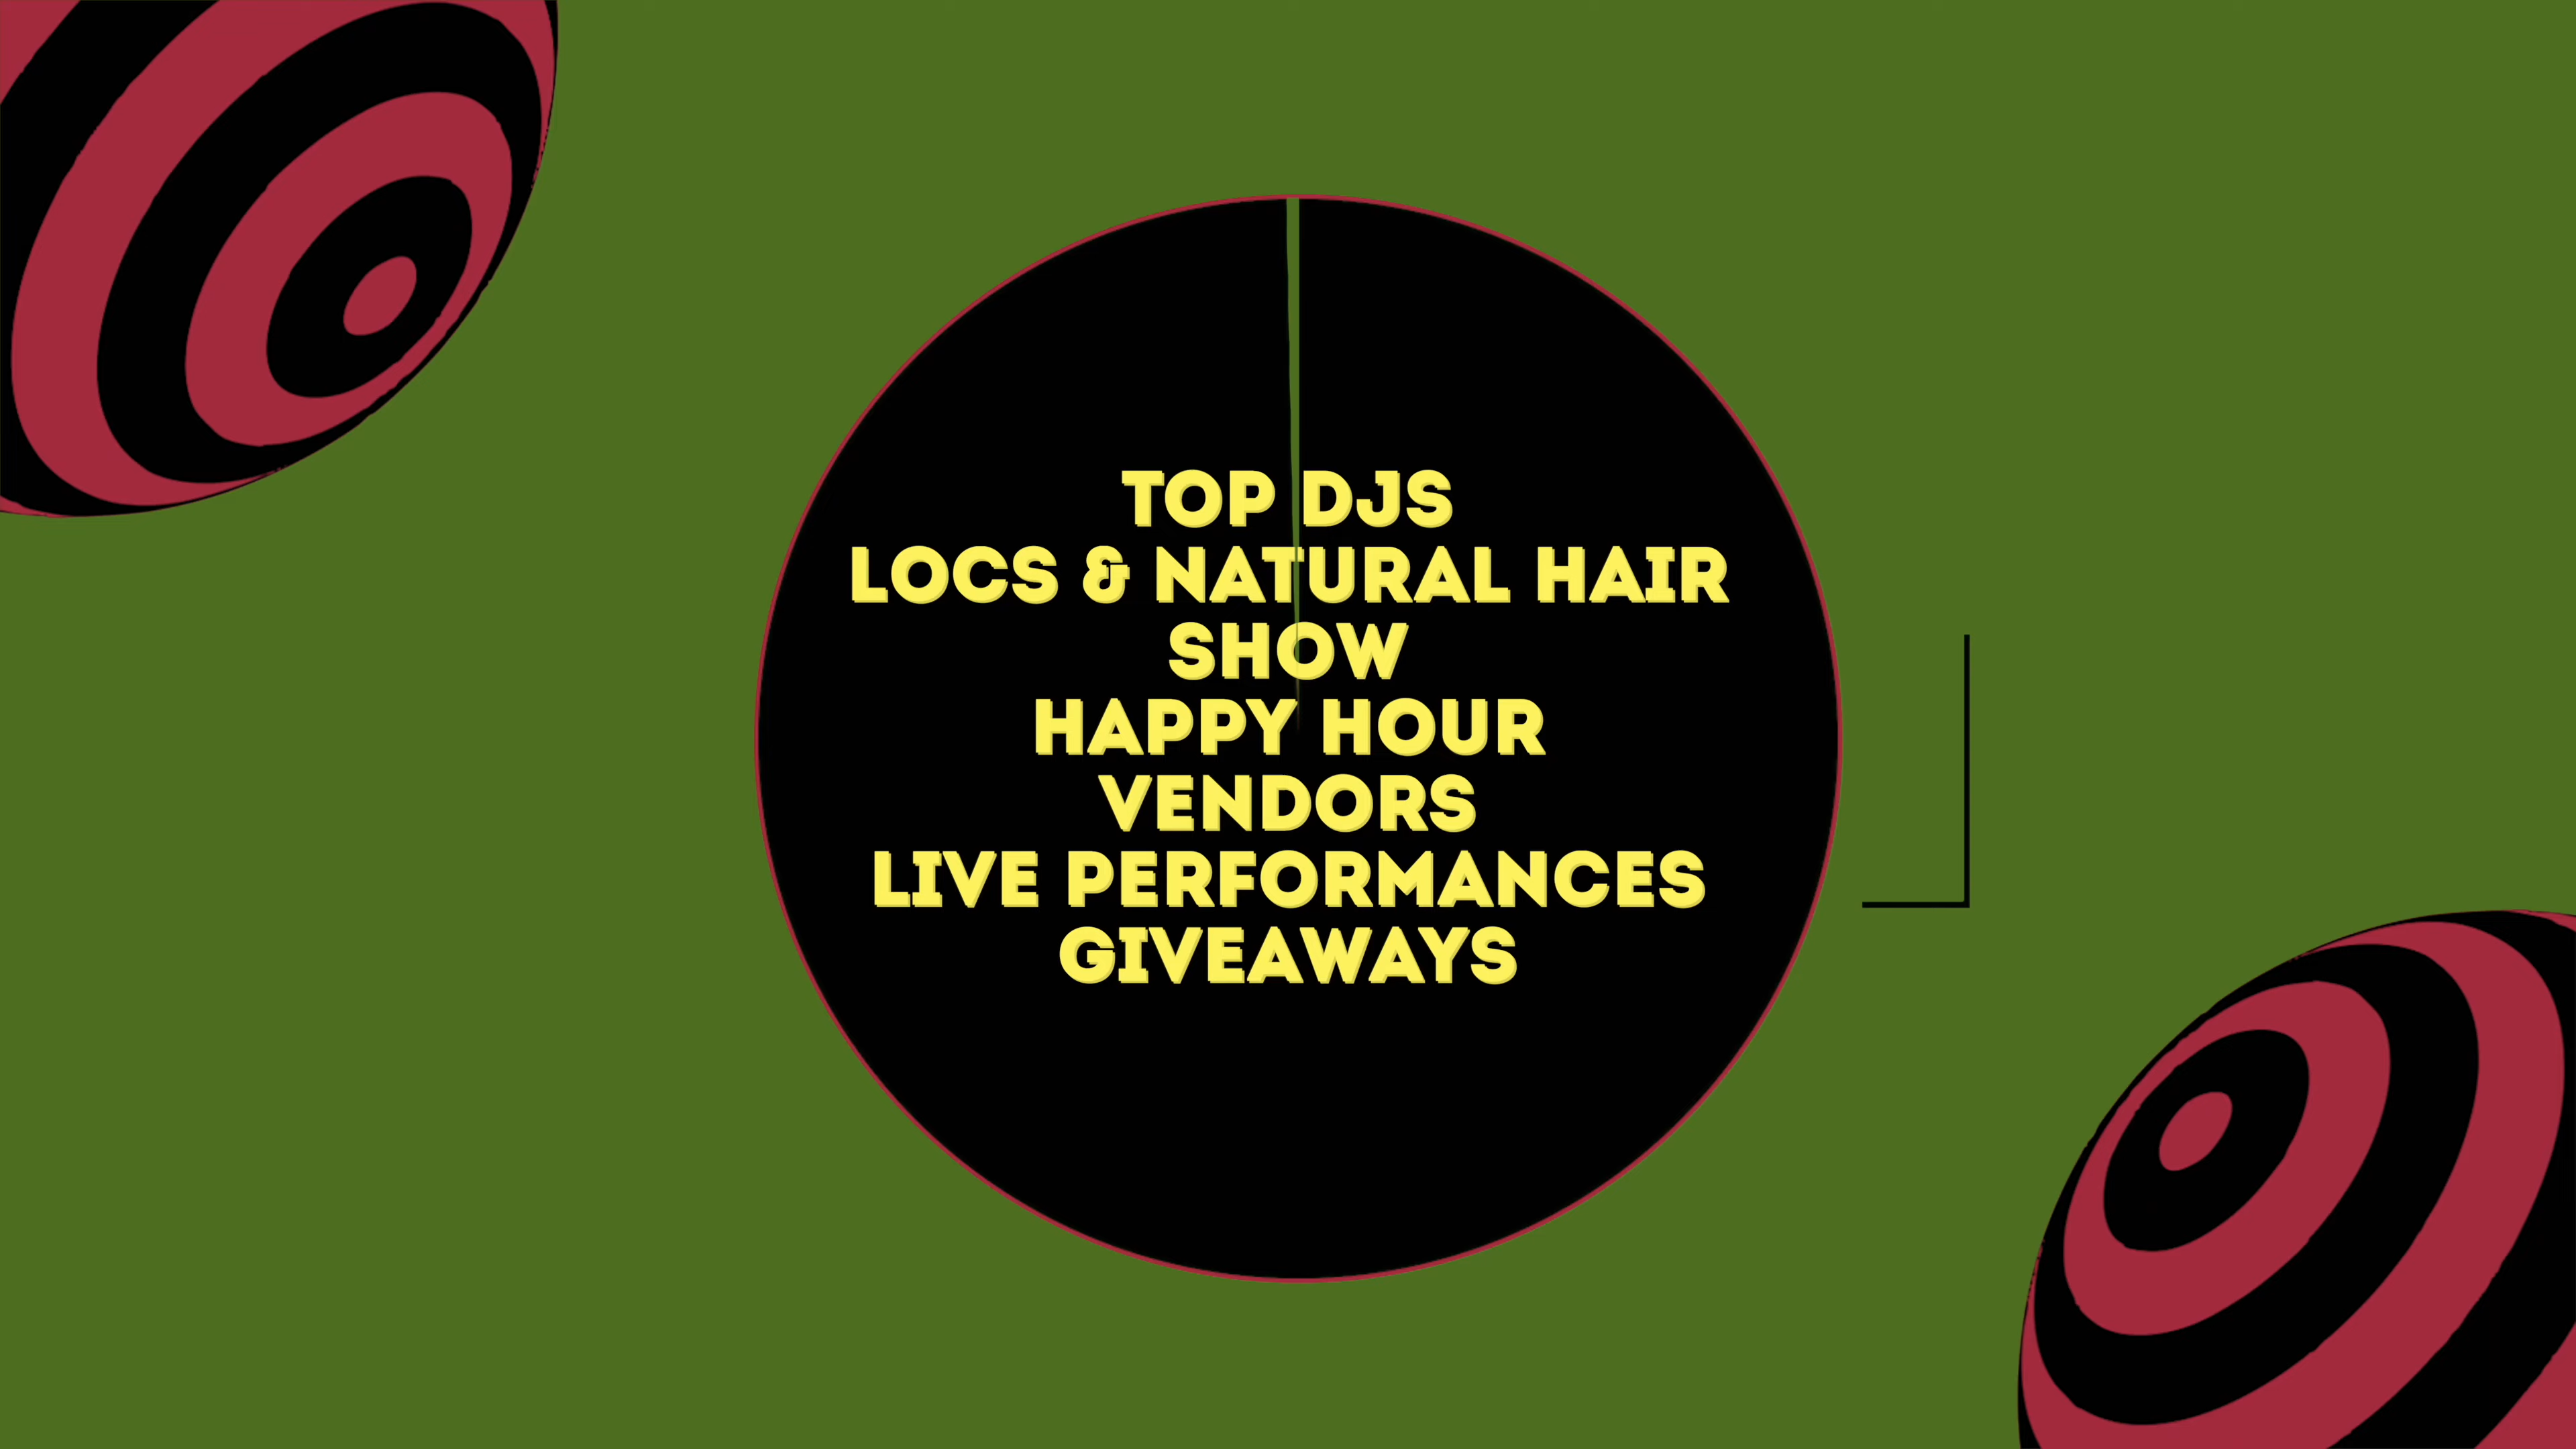 TOP DJS
LOCS & NATURAL HAIR
SHOW
HAPPY HOUR
VENDORS
LIVE PERFORMANCES
GIVEAWAYS